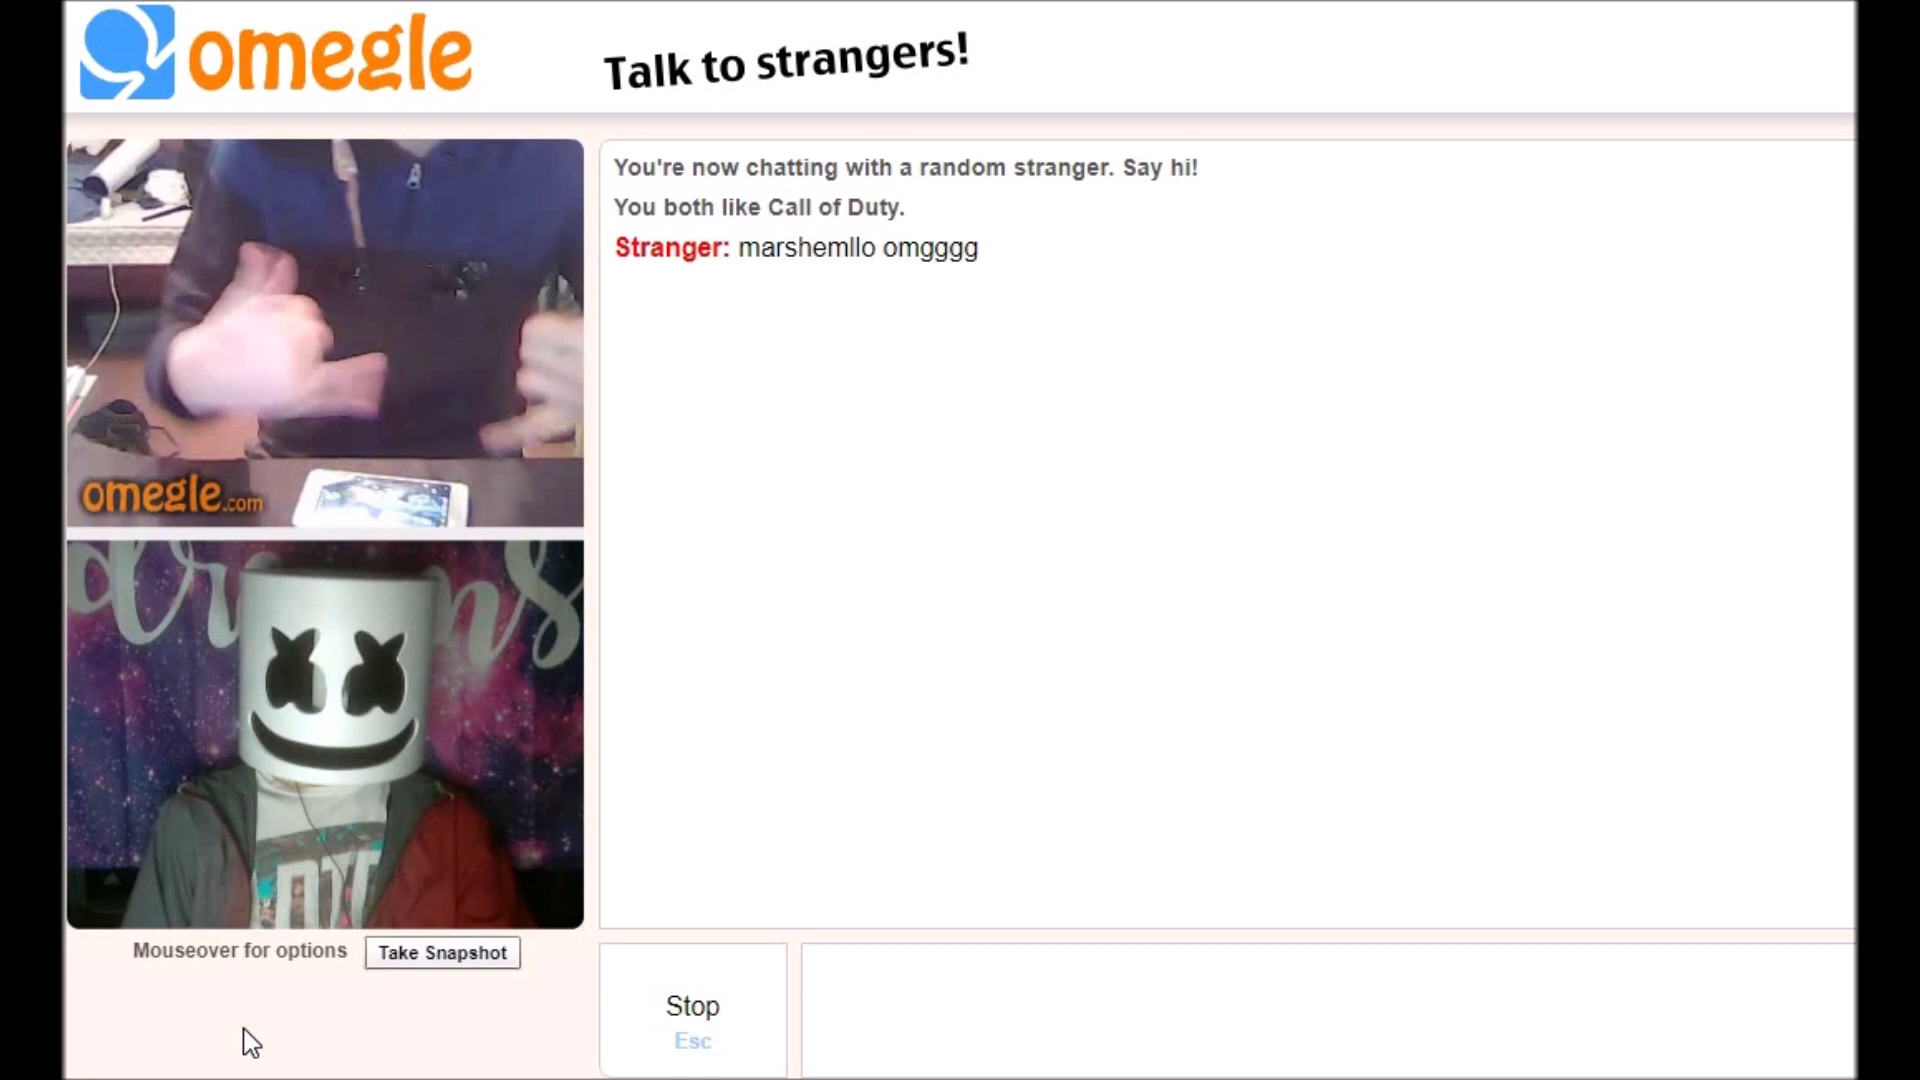 omegle
Talk to strangers!
You're now chatting with a random stranger. Say hi!
You both like Call of Duty.
Stranger: marshemllo omgggg
omegle.com
Mouseover for options
Take Snapshot
Stop
Esc